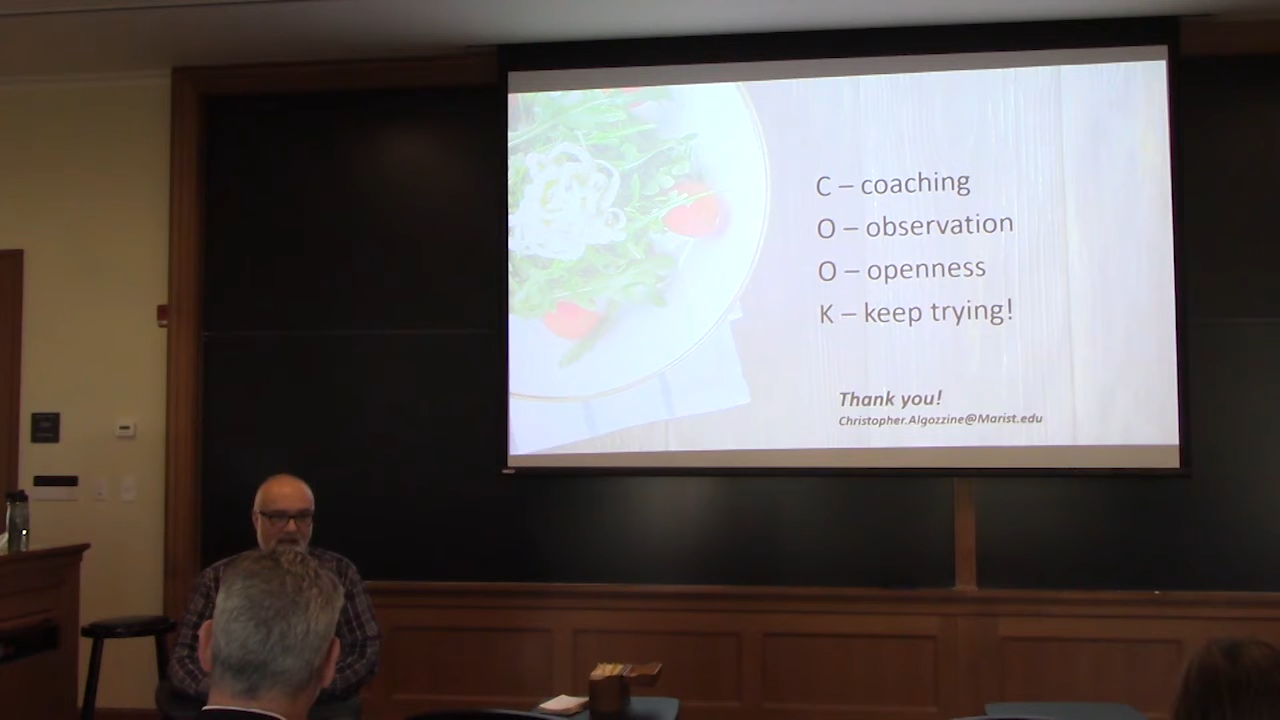 C – coaching
O – observation
O – openness
K – keep trying!
Thank you!
Christopher.Algozzine@Marist.edu